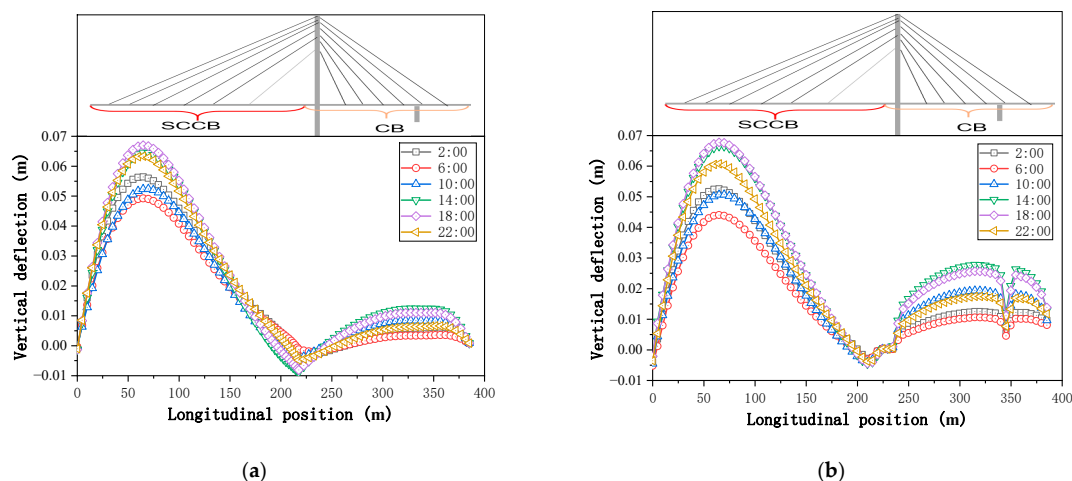 SCCB
CB
0.07
0.06
0.05
0.04
0.03
0.02
0.01
0.00
−0.01
Vertical deflection (m)
2:00
6:00
10:00
14:00
18:00
22:00
0 50 100 150 200 250 300 350 400
Longitudinal position (m)
(a)
SCCB
CB
0.07
0.06
0.05
0.04
0.03
0.02
0.01
0.00
−0.01
Vertical deflection (m)
2:00
6:00
10:00
14:00
18:00
22:00
0 50 100 150 200 250 300 350 400
Longitudinal position (m)
(b)